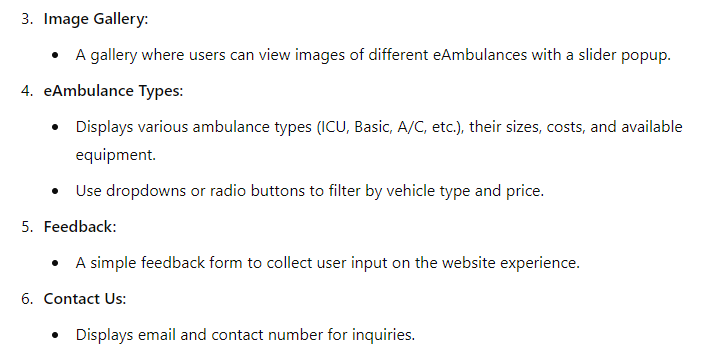 3. Image Gallery:
• A gallery where users can view images of different eAmbulances with a slider popup.
4. eAmbulance Types:
• Displays various ambulance types (ICU, Basic, A/C, etc.), their sizes, costs, and available
equipment.
• Use dropdowns or radio buttons to filter by vehicle type and price.
5. Feedback:
• A simple feedback form to collect user input on the website experience.
6. Contact Us:
• Displays email and contact number for inquiries.